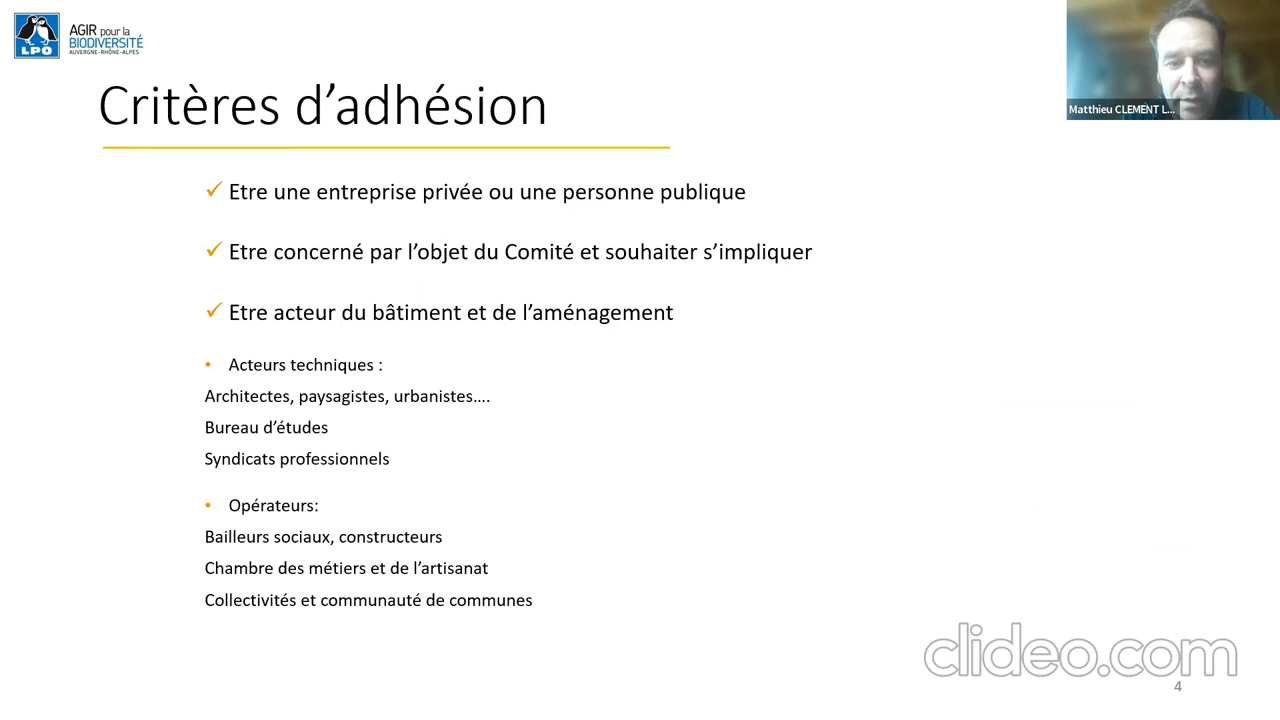 LPO
AGIR pour la
BIODIVERSITÉ
AUVERGNE-RHÔNE-ALPES
Matthieu CLEMENT L...
Critères d’adhésion
✓ Etre une entreprise privée ou une personne publique
✓ Etre concerné par l’objet du Comité et souhaiter s’impliquer
✓ Etre acteur du bâtiment et de l’aménagement
• Acteurs techniques :
Architectes, paysagistes, urbanistes….
Bureau d’études
Syndicats professionnels
• Opérateurs:
Bailleurs sociaux, constructeurs
Chambre des métiers et de l’artisanat
Collectivités et communauté de communes
clideo.com
4